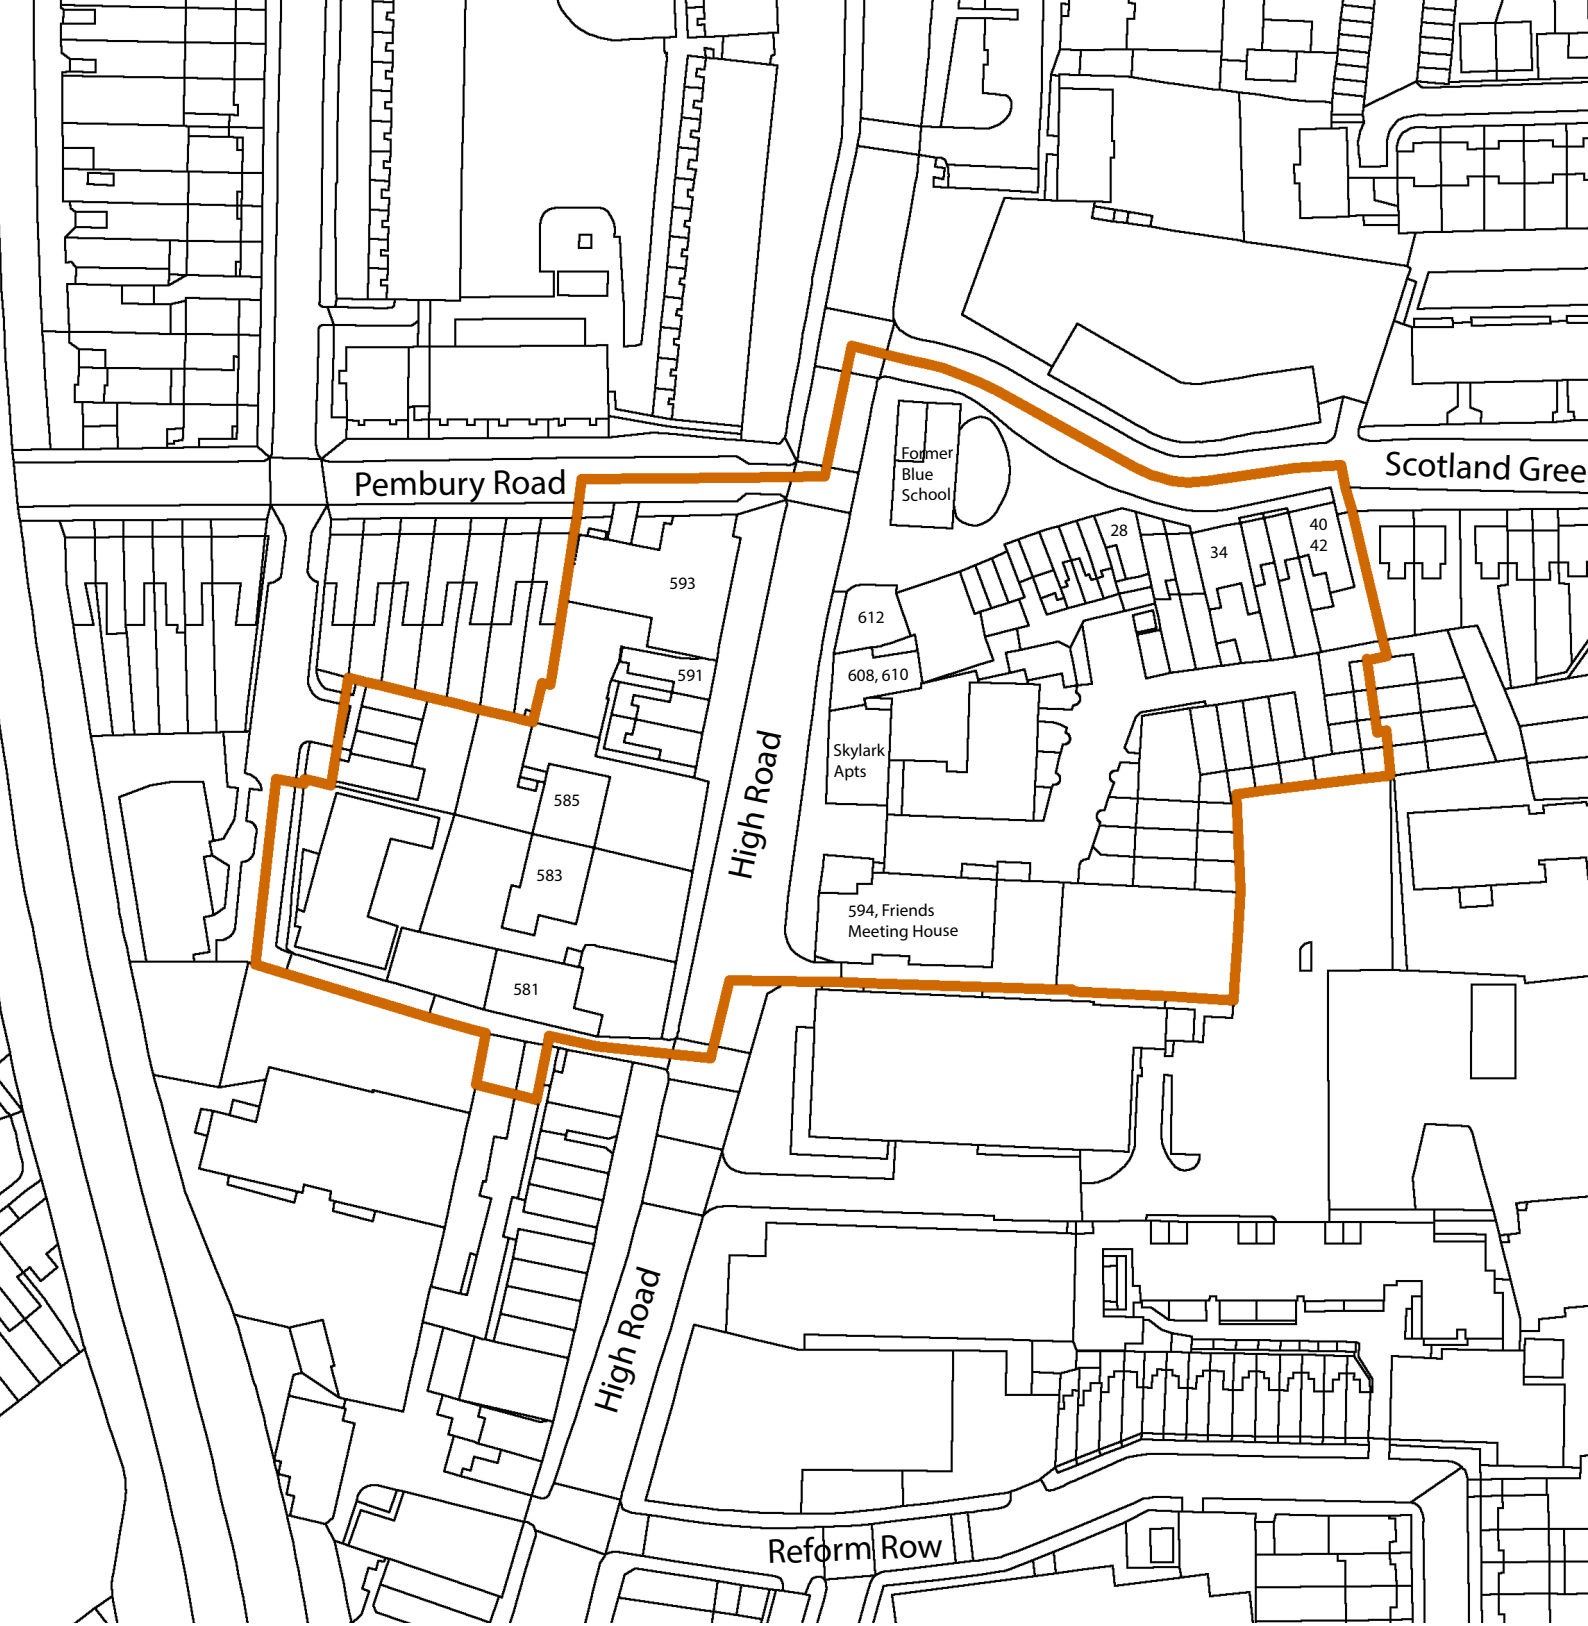 Pembury Road
Former
Blue
School
Scotland Gree
28
40
42
34
593
612
591
608, 610
High Road
Skylark
Apts
585
583
594, Friends
Meeting House
581
High Road
Reform Row